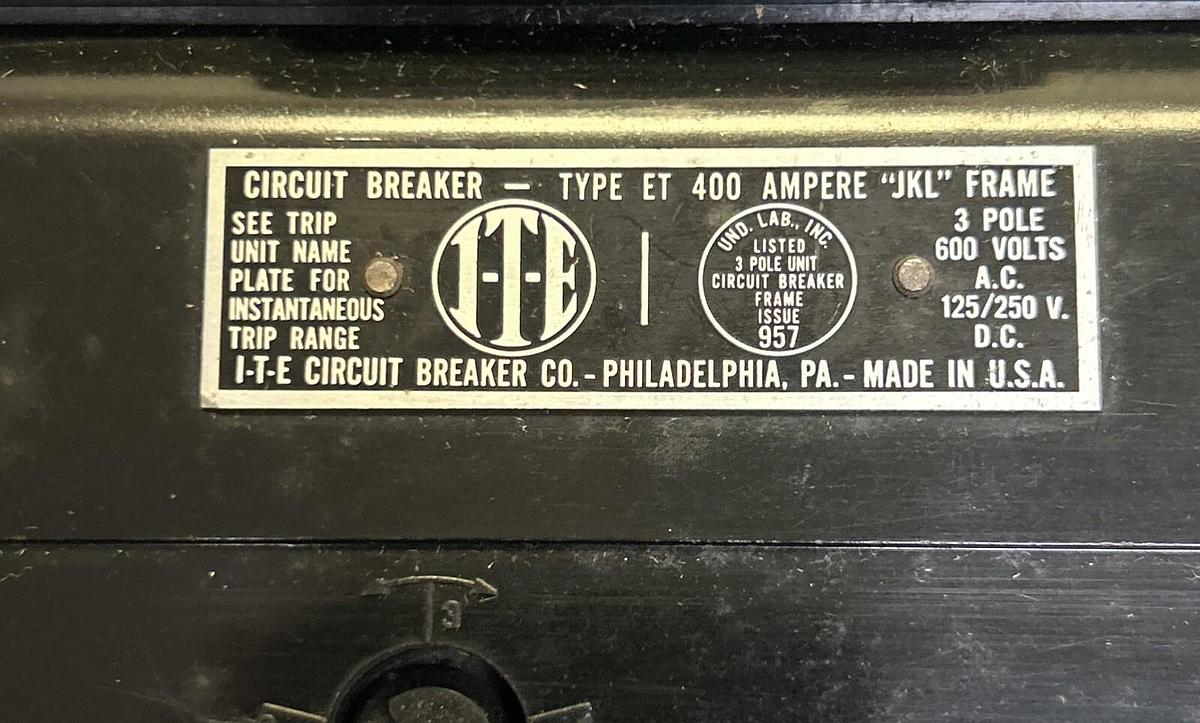 CIRCUIT BREAKER — TYPE ET 400 AMPERE “JKL” FRAME
SEE TRIP
UNIT NAME
PLATE FOR
INSTANTANEOUS
TRIP RANGE
I-T-E
UND. LAB., INC.
LISTED
3 POLE UNIT
CIRCUIT BREAKER
FRAME
ISSUE
957
3 POLE
600 VOLTS
A.C.
125/250 V.
D.C.
I-T-E CIRCUIT BREAKER CO. - PHILADELPHIA, PA. - MADE IN U.S.A.
3